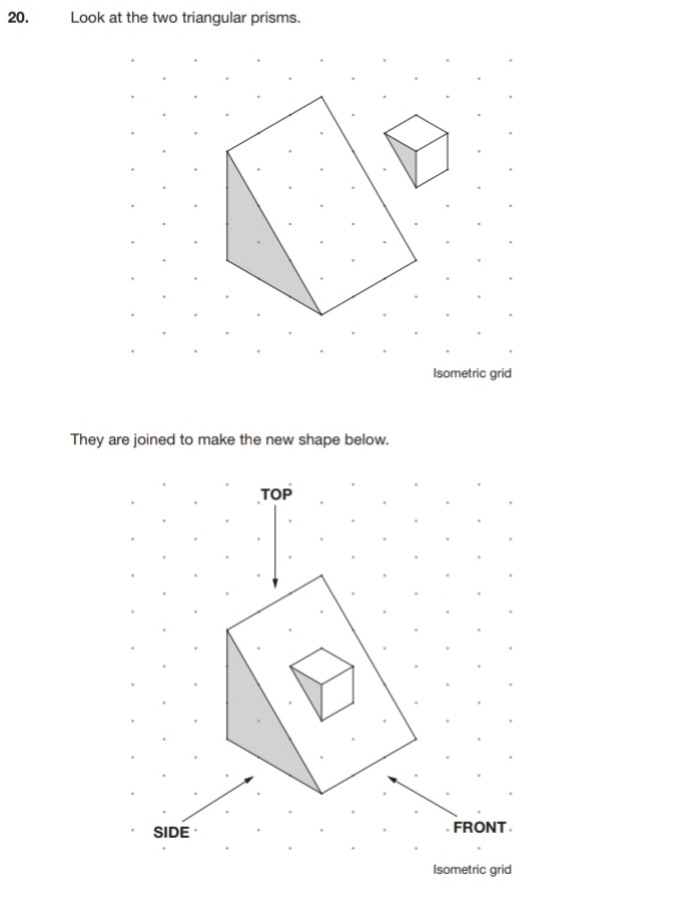 20. Look at the two triangular prisms.
Isometric grid
They are joined to make the new shape below.
TOP
SIDE
FRONT
Isometric grid